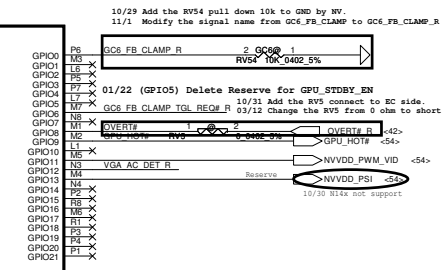 10/29 Add the RV54 pull down 10k to GND by NV.
11/1 Modify the signal name from GC6_FB_CLAMP to GC6_FB_CLAMP_R
GPIO0 P6 GC6_FB_CLAMP_R 2 GC6@ 1
GPIO1 M3 RV54 10K_0402_5%
GPIO2 L6
GPIO3 P5
GPIO4 P7
GPIO5 L7 01/22 (GPIO5) Delete Reserve for GPU_STDBY_EN
10/31 Add the RV5 connect to EC side.
GPIO6 M7 GC6_FB_CLAMP_TGL_REQ#_R 03/12 Change the RV5 from 0 ohm to short
GPIO7 N8
GPIO8 M1 OVERT# 1 @ 2 OVERT#_R <42>
GPIO9 M2 GPU_HOT# RV5 0_0402_5% GPU_HOT# <54>
GPIO10 L1
GPIO11 M5 NVVDD_PWM_VID <54>
GPIO12 N3 VGA_AC_DET_R
GPIO13 M4 Reserve NVVDD_PSI <54>
GPIO14 N4
GPIO15 P2 10/30 N14x not support
GPIO16 R8
GPIO17 M6
GPIO18 R1
GPIO19 P3
GPIO20 P4
GPIO21 P1